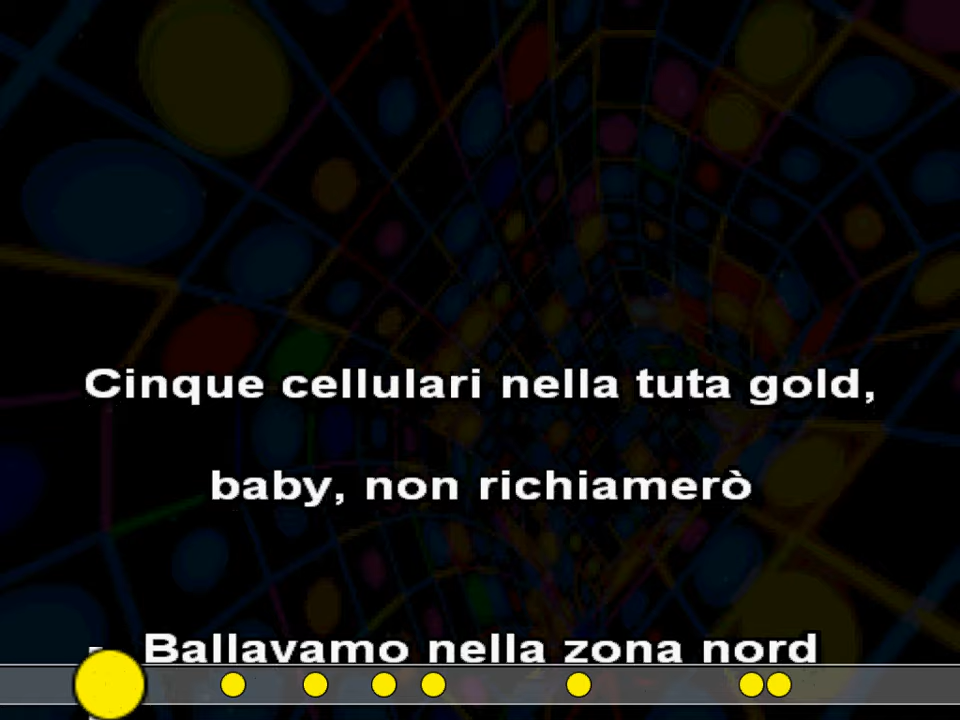 Cinque cellulari nella tuta gold,
baby, non richiamerò
Ballavamo nella zona nord